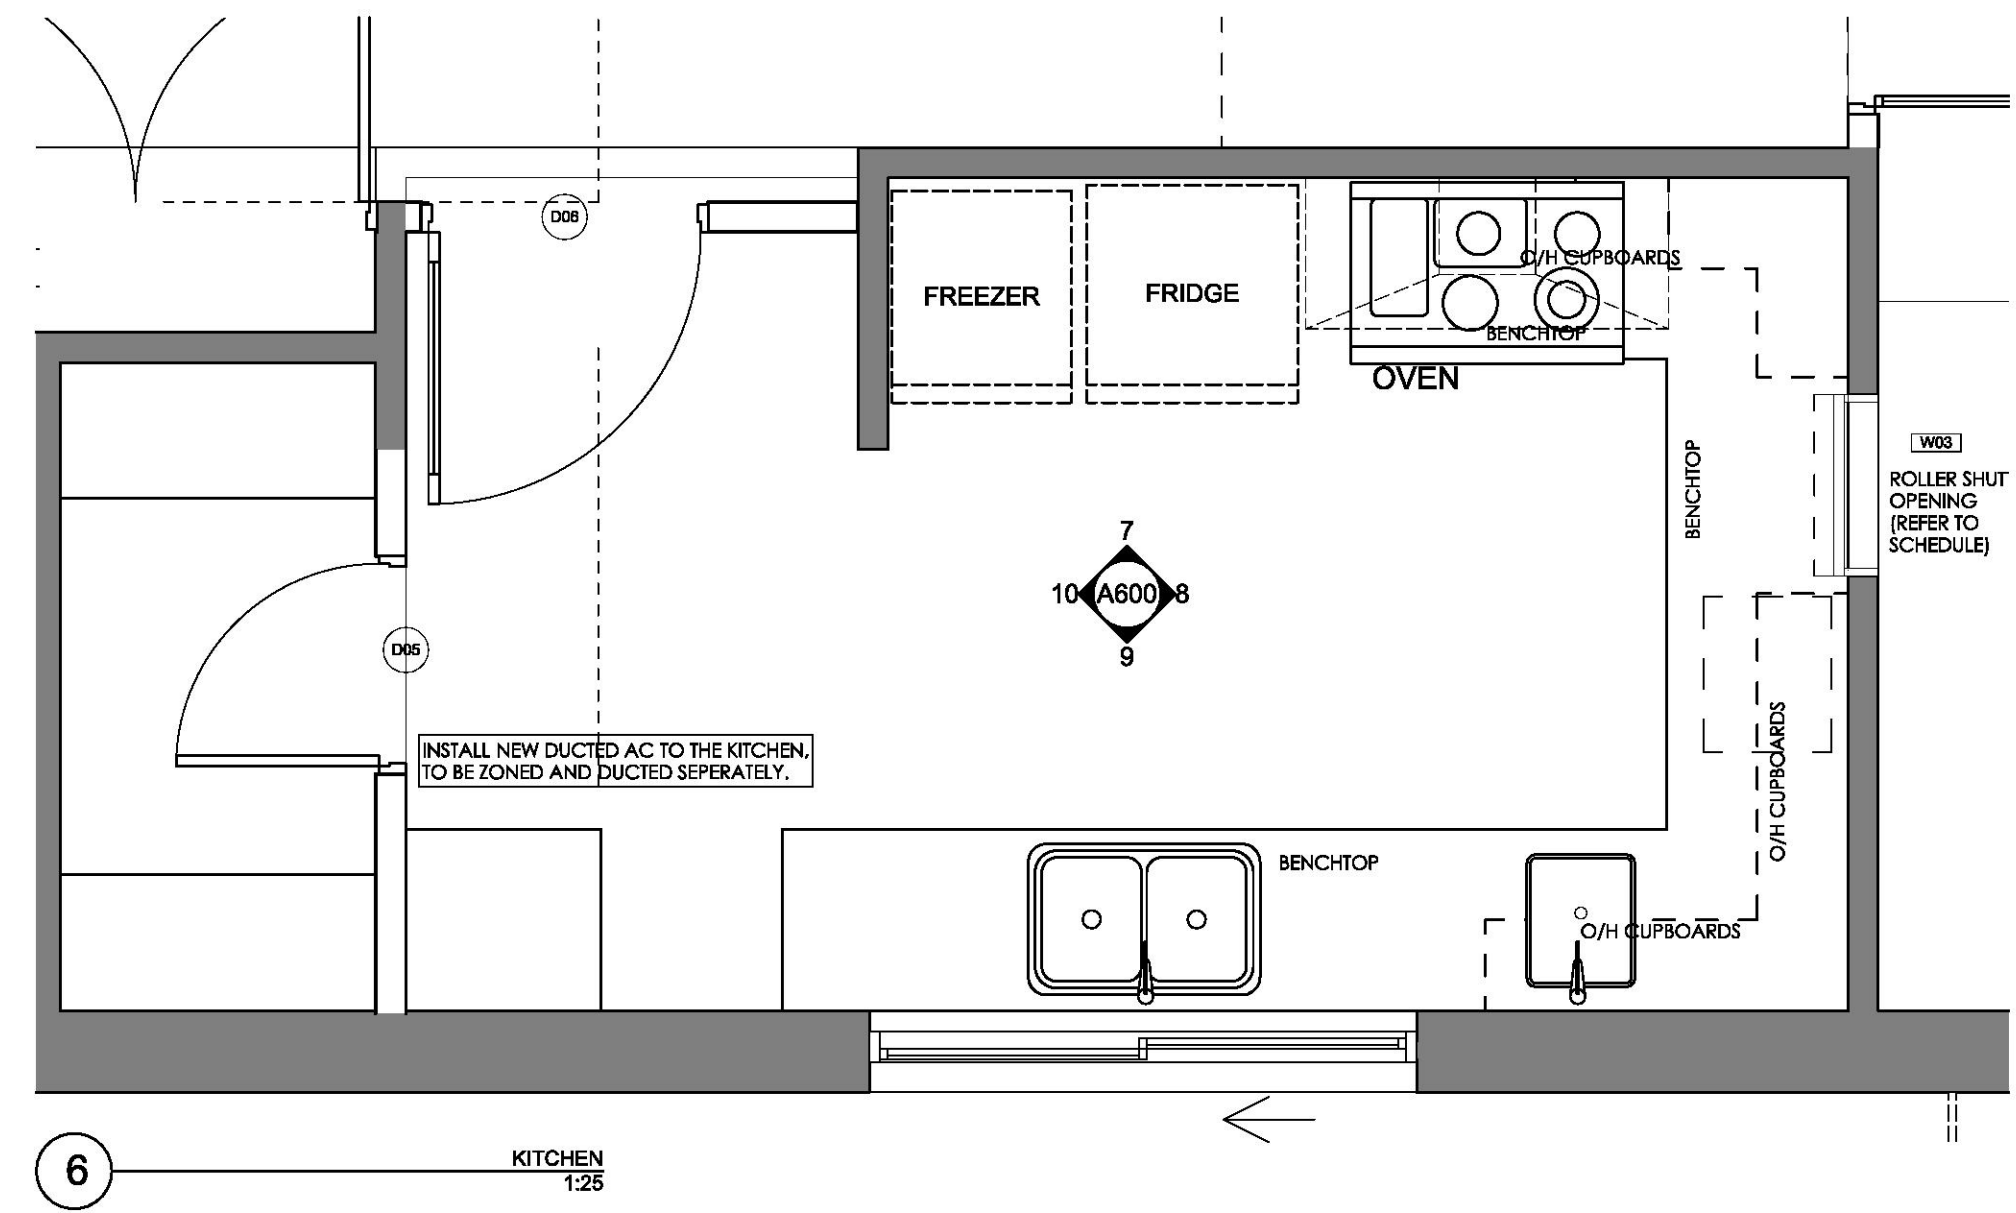 D06
FREEZER
FRIDGE
O/H CUPBOARDS
BENCHTOP
OVEN
BENCHTOP
W03
ROLLER SHUT
OPENING
(REFER TO
SCHEDULE)
7
10 A600 8
9
D05
INSTALL NEW DUCTED AC TO THE KITCHEN,
TO BE ZONED AND DUCTED SEPERATELY.
O/H CUPBOARDS
BENCHTOP
O/H CUPBOARDS
6
KITCHEN
1:25